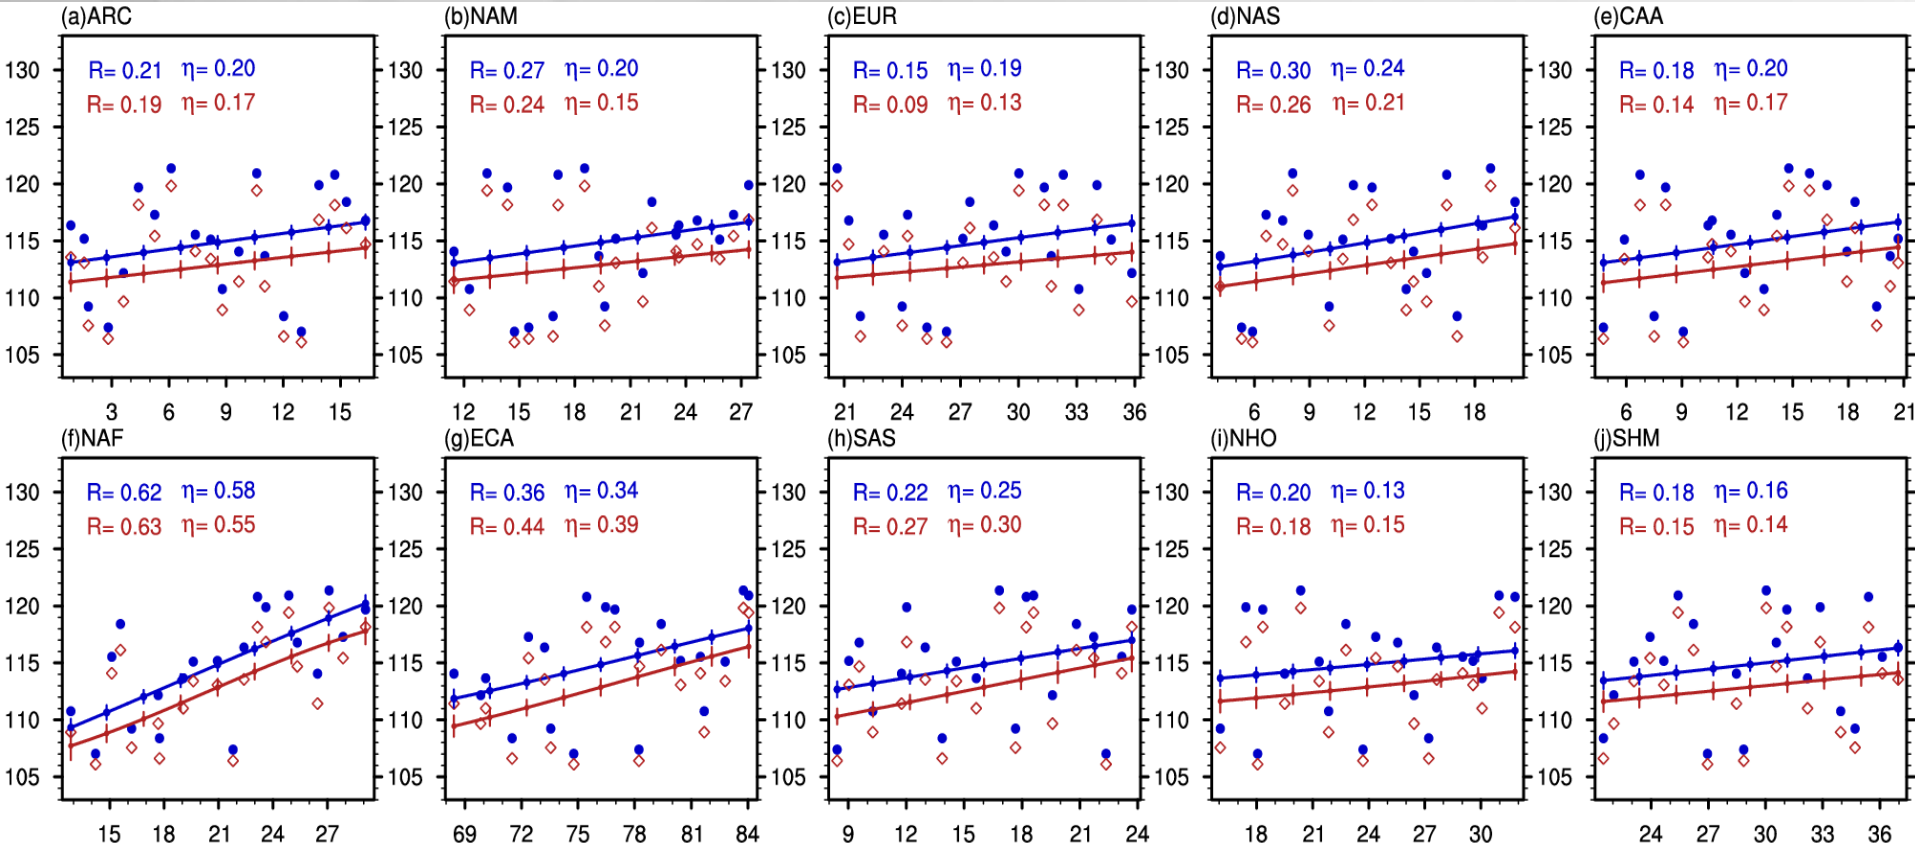 (a)ARC (b)NAM (c)EUR (d)NAS (e)CAA
130 R= 0.21 η= 0.20 130 R= 0.27 η= 0.20 130 R= 0.15 η= 0.19 130 R= 0.30 η= 0.24 130 R= 0.18 η= 0.20
R= 0.19 η= 0.17 R= 0.24 η= 0.15 R= 0.09 η= 0.13 R= 0.26 η= 0.21 R= 0.14 η= 0.17
125 125 125 125 125
120 120 120 120 120
115 115 115 115 115
110 110 110 110 110
105 105 105 105 105
3 6 9 12 15 12 15 18 21 24 27 21 24 27 30 33 36 6 9 12 15 18 6 9 12 15 18 21
(f)NAF (g)ECA (h)SAS (i)NHO (j)SHM
130 R= 0.62 η= 0.58 130 R= 0.36 η= 0.34 130 R= 0.22 η= 0.25 130 R= 0.20 η= 0.13 130 R= 0.18 η= 0.16
R= 0.63 η= 0.55 R= 0.44 η= 0.39 R= 0.27 η= 0.30 R= 0.18 η= 0.15 R= 0.15 η= 0.14
125 125 125 125 125
120 120 120 120 120
115 115 115 115 115
110 110 110 110 110
105 105 105 105 105
15 18 21 24 27 69 72 75 78 81 84 9 12 15 18 21 24 18 21 24 27 30 24 27 30 33 36